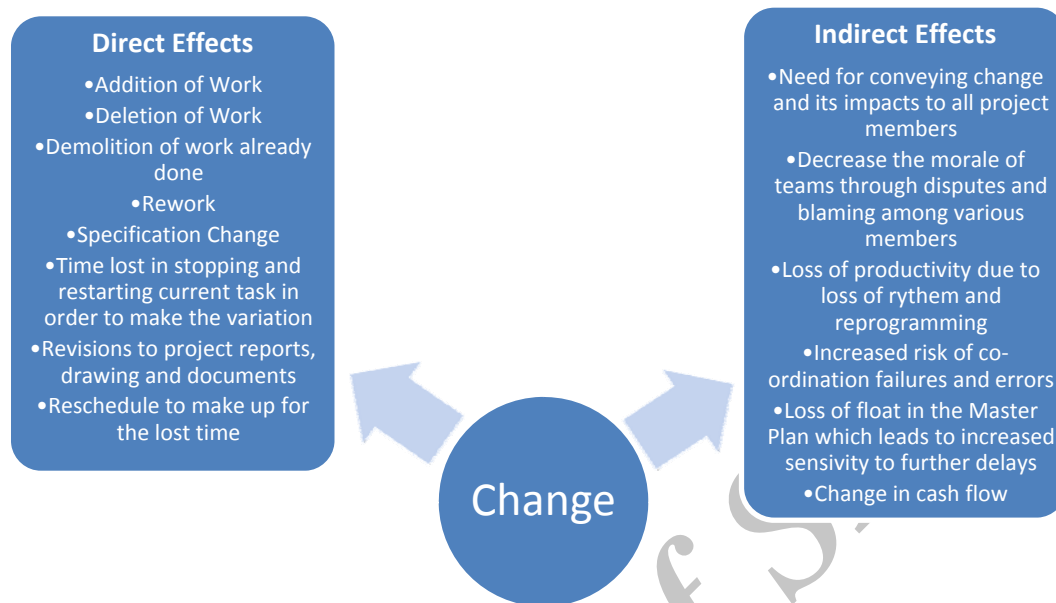 Direct Effects
•Addition of Work
•Deletion of Work
•Demolition of work already
done
•Rework
•Specification Change
•Time lost in stopping and
restarting current task in
order to make the variation
•Revisions to project reports,
drawing and documents
•Reschedule to make up for
the lost time
Indirect Effects
•Need for conveying change
and its impacts to all project
members
•Decrease the morale of
teams through disputes and
blaming among various
members
•Loss of productivity due to
loss of rythem and
reprogramming
•Increased risk of co-
ordination failures and errors
•Loss of float in the Master
Plan which leads to increased
sensivity to further delays
•Change in cash flow
Change